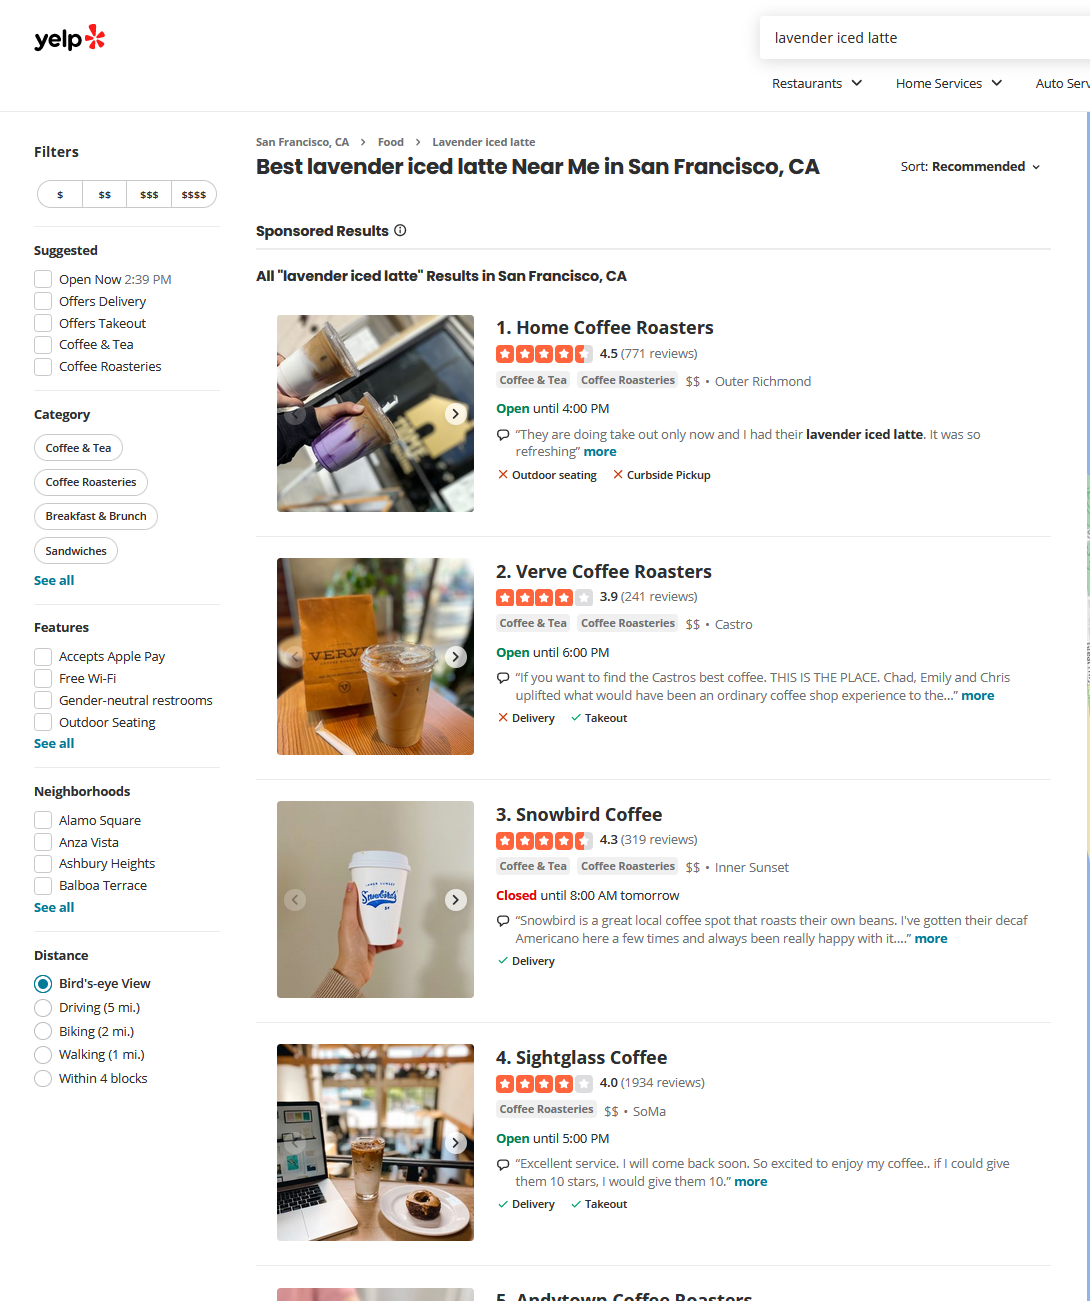 yelp
lavender iced latte
Restaurants
Home Services
Auto Serv
Filters
$
$$
$$$
$$$$
Suggested
Open Now 2:39 PM
Offers Delivery
Offers Takeout
Coffee & Tea
Coffee Roasteries
Category
Coffee & Tea
Coffee Roasteries
Breakfast & Brunch
Sandwiches
See all
Features
Accepts Apple Pay
Free Wi-Fi
Gender-neutral restrooms
Outdoor Seating
See all
Neighborhoods
Alamo Square
Anza Vista
Ashbury Heights
Balboa Terrace
See all
Distance
Bird's-eye View
Driving (5 mi.)
Biking (2 mi.)
Walking (1 mi.)
Within 4 blocks
San Francisco, CA > Food > Lavender iced latte
Best lavender iced latte Near Me in San Francisco, CA
Sort: Recommended
Sponsored Results
All "lavender iced latte" Results in San Francisco, CA
1. Home Coffee Roasters
4.5 (771 reviews)
Coffee & Tea Coffee Roasteries $$ • Outer Richmond
Open until 4:00 PM
“They are doing take out only now and I had their lavender iced latte. It was so
refreshing” more
Outdoor seating Curbside Pickup
VERVE
2. Verve Coffee Roasters
3.9 (241 reviews)
Coffee & Tea Coffee Roasteries $$ • Castro
Open until 6:00 PM
“If you want to find the Castros best coffee. THIS IS THE PLACE. Chad, Emily and Chris
uplifted what would have been an ordinary coffee shop experience to the...” more
Delivery Takeout
Snowbird
3. Snowbird Coffee
4.3 (319 reviews)
Coffee & Tea Coffee Roasteries $$ • Inner Sunset
Closed until 8:00 AM tomorrow
“Snowbird is a great local coffee spot that roasts their own beans. I've gotten their decaf
Americano here a few times and always been really happy with it....” more
Delivery
4. Sightglass Coffee
4.0 (1934 reviews)
Coffee Roasteries $$ • SoMa
Open until 5:00 PM
“Excellent service. I will come back soon. So excited to enjoy my coffee.. if I could give
them 10 stars, I would give them 10.” more
Delivery Takeout
5. Andytown Coffee Roasters